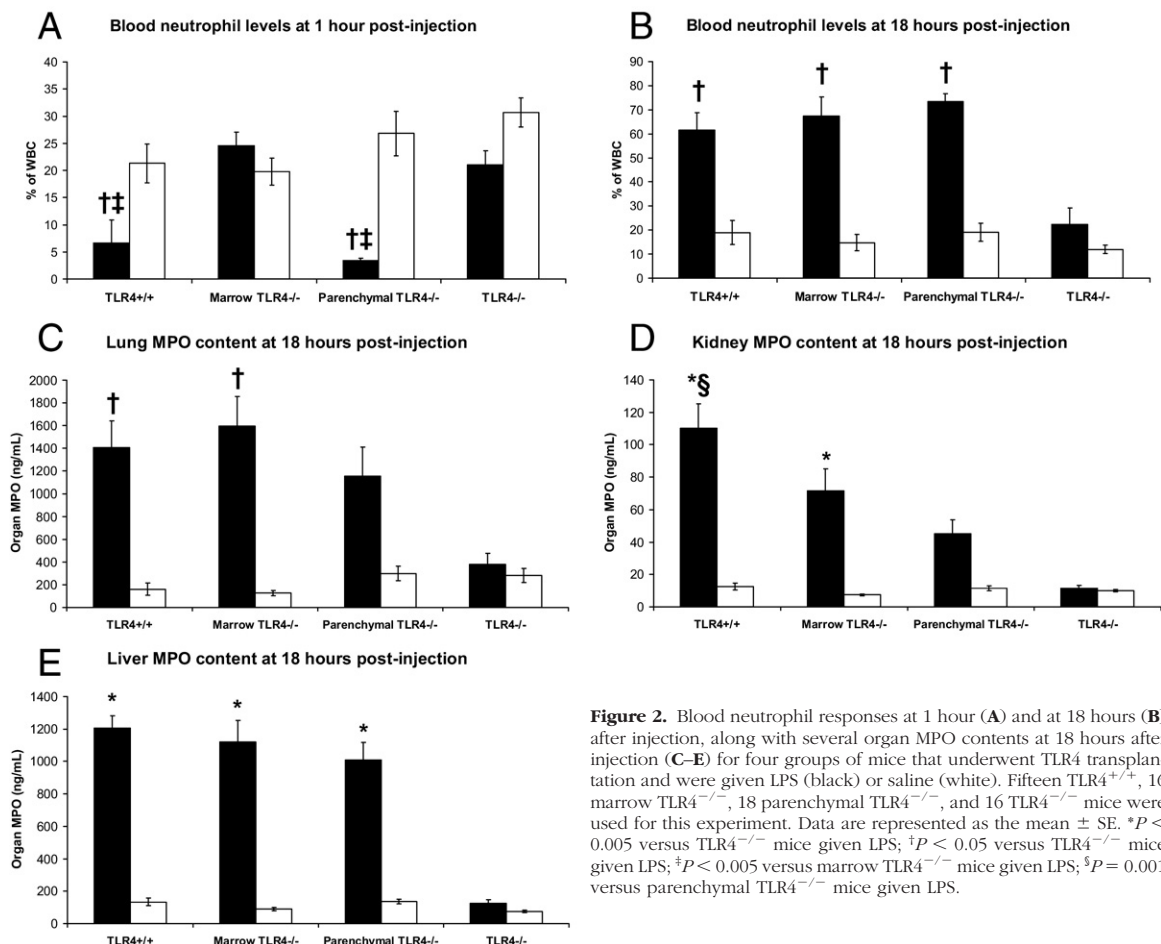 A
Blood neutrophil levels at 1 hour post-injection
40
35
30
25
20
15
10
5
0
% of WBC
†‡
†‡
TLR4+/+ Marrow TLR4-/- Parenchymal TLR4-/- TLR4-/-
B
Blood neutrophil levels at 18 hours post-injection
90
80
70
60
50
40
30
20
10
0
% of WBC
†
†
†
TLR4+/+ Marrow TLR4-/- Parenchymal TLR4-/- TLR4-/-
C
Lung MPO content at 18 hours post-injection
2000
1800
1600
1400
1200
1000
800
600
400
200
0
Organ MPO (ng/mL)
†
†
TLR4+/+ Marrow TLR4-/- Parenchymal TLR4-/- TLR4-/-
D
Kidney MPO content at 18 hours post-injection
140
120
100
80
60
40
20
0
Organ MPO (ng/mL)
*§
*
TLR4+/+ Marrow TLR4-/- Parenchymal TLR4-/- TLR4-/-
E
Liver MPO content at 18 hours post-injection
1400
1200
1000
800
600
400
200
0
Organ MPO (ng/mL)
*
*
*
TLR4+/+ Marrow TLR4-/- Parenchymal TLR4-/- TLR4-/-
Figure 2. Blood neutrophil responses at 1 hour (A) and at 18 hours (B)
after injection, along with several organ MPO contents at 18 hours after
injection (C–E) for four groups of mice that underwent TLR4 transplan-
tation and were given LPS (black) or saline (white). Fifteen TLR4+/+,
marrow TLR4−/−, 18 parenchymal TLR4−/−, and 16 TLR4−/− mice were
used for this experiment. Data are represented as the mean ± SE. *P <
0.005 versus TLR4−/− mice given LPS; †P < 0.05 versus TLR4−/− mice
given LPS; ‡P < 0.005 versus marrow TLR4−/− mice given LPS; §P = 0.001
versus parenchymal TLR4−/− mice given LPS.